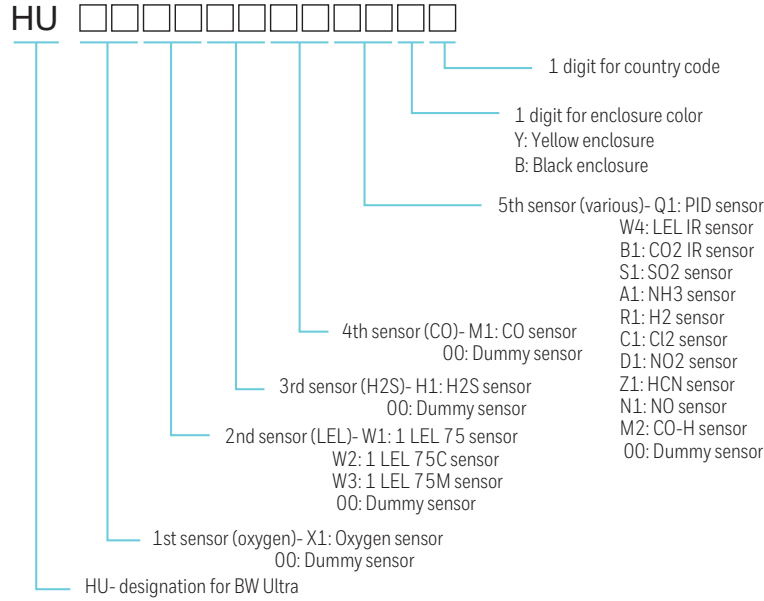 HU □□□□□□□□□□□□
1 digit for country code
1 digit for enclosure color
Y: Yellow enclosure
B: Black enclosure
5th sensor (various)- Q1: PID sensor
W4: LEL IR sensor
B1: CO2 IR sensor
S1: SO2 sensor
A1: NH3 sensor
R1: H2 sensor
C1: Cl2 sensor
D1: NO2 sensor
Z1: HCN sensor
N1: NO sensor
M2: CO-H sensor
00: Dummy sensor
4th sensor (CO)- M1: CO sensor
00: Dummy sensor
3rd sensor (H2S)- H1: H2S sensor
00: Dummy sensor
2nd sensor (LEL)- W1: 1 LEL 75 sensor
W2: 1 LEL 75C sensor
W3: 1 LEL 75M sensor
00: Dummy sensor
1st sensor (oxygen)- X1: Oxygen sensor
00: Dummy sensor
HU- designation for BW Ultra